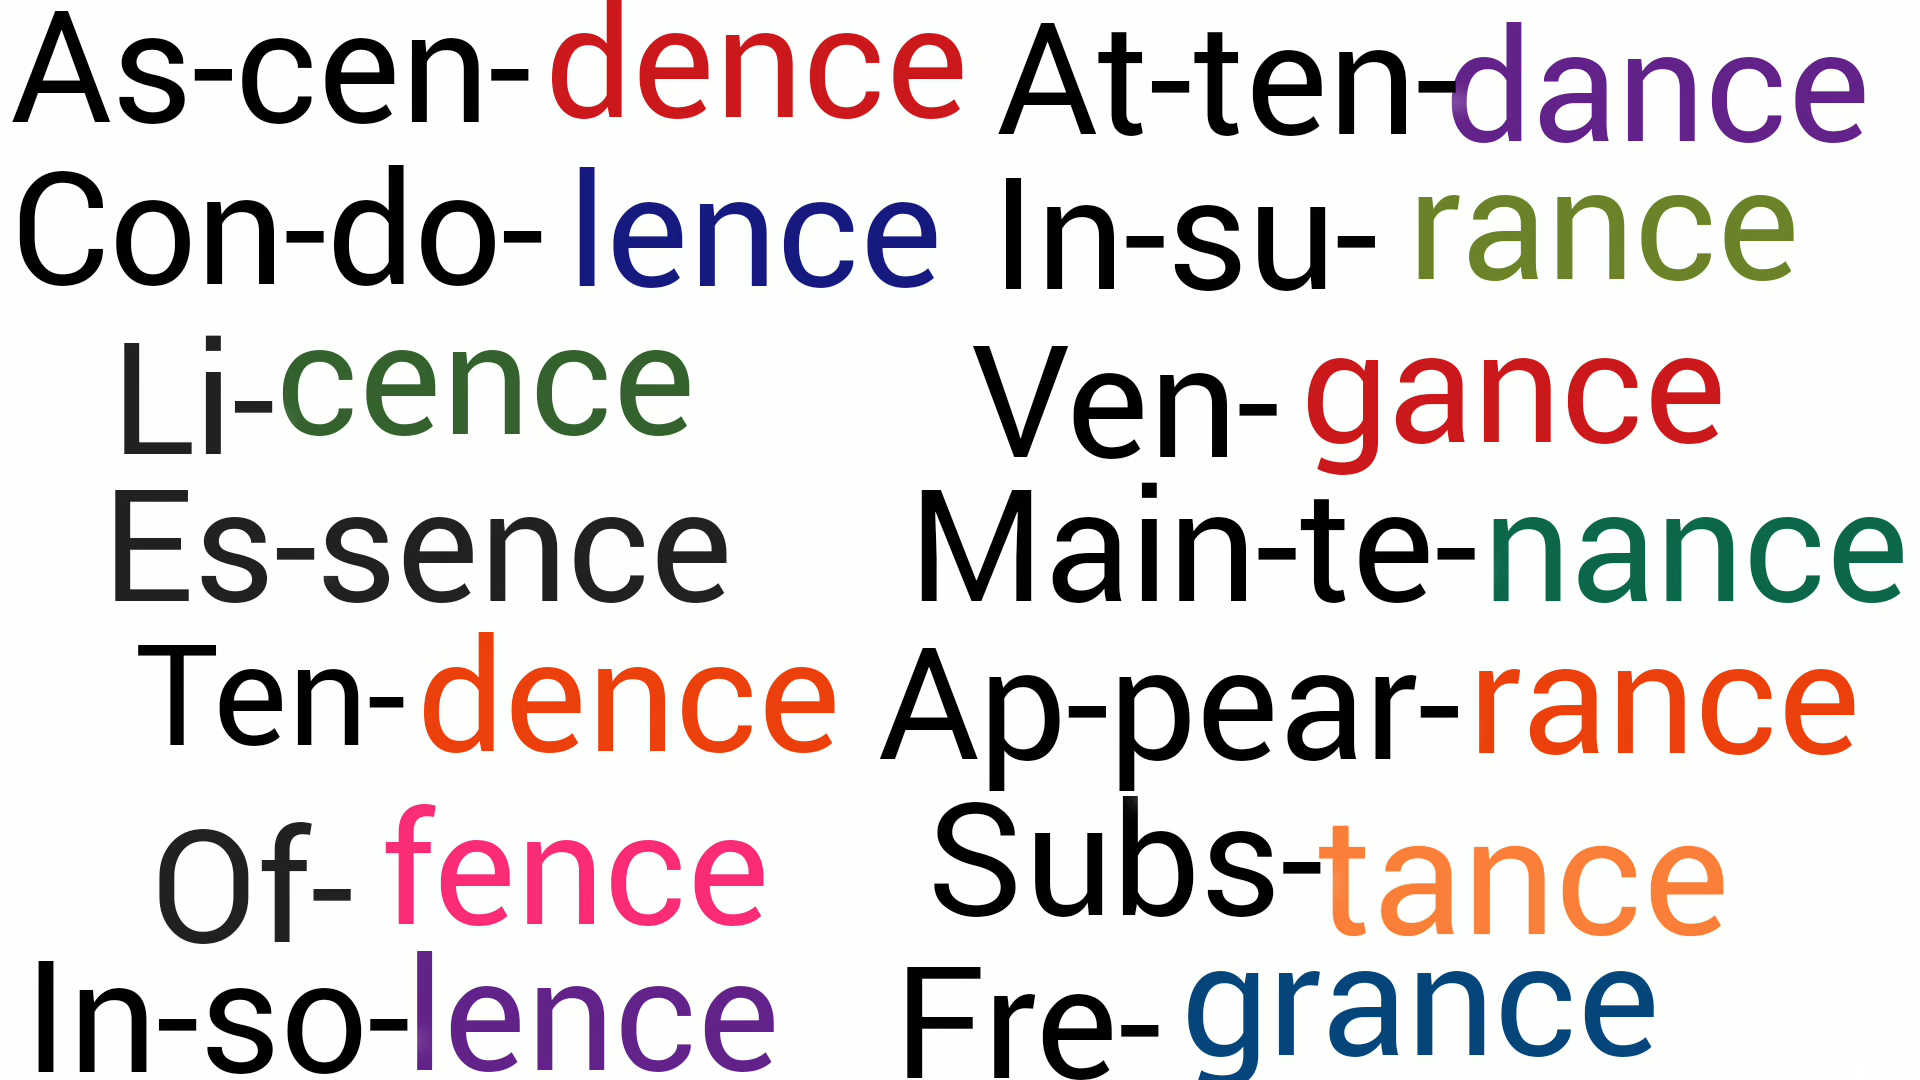 As-cen-dence
Con-do-lence
Li-cence
Es-sence
Ten-dence
Of-fence
In-so-lence
At-ten-dance
In-su-rance
Ven-gance
Main-te-nance
Ap-pear-rance
Subs-tance
Fre-grance